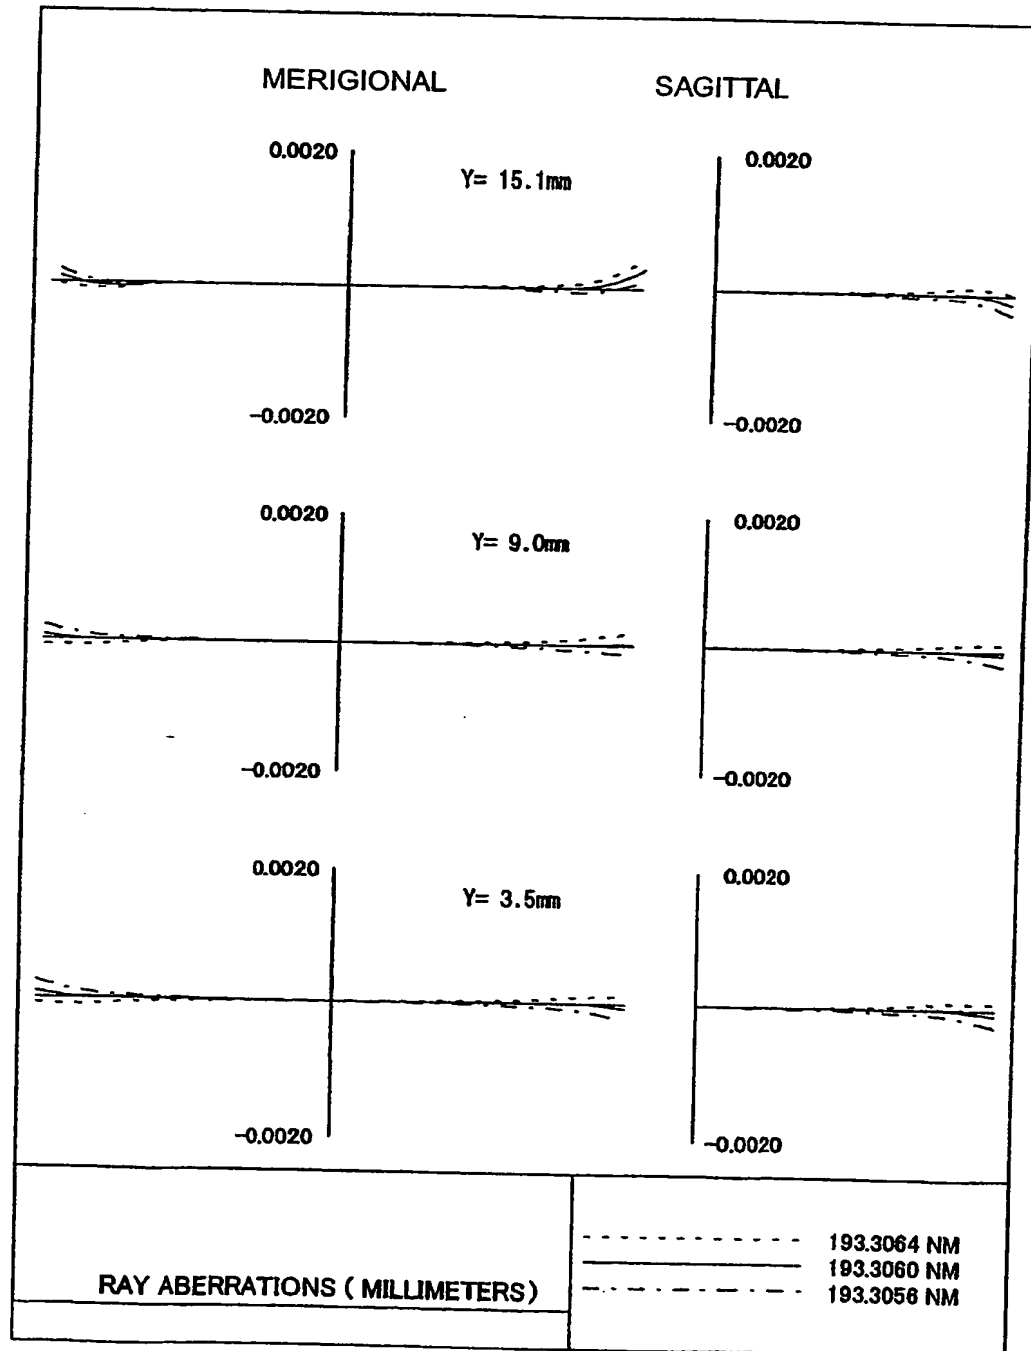 MERIGIONAL SAGITTAL
0.0020 0.0020
Y= 15.1mm
-0.0020 -0.0020
0.0020 0.0020
Y= 9.0mm
-0.0020 -0.0020
0.0020 0.0020
Y= 3.5mm
-0.0020 -0.0020
193.3064 NM
193.3060 NM
193.3056 NM
RAY ABERRATIONS ( MILLIMETERS)